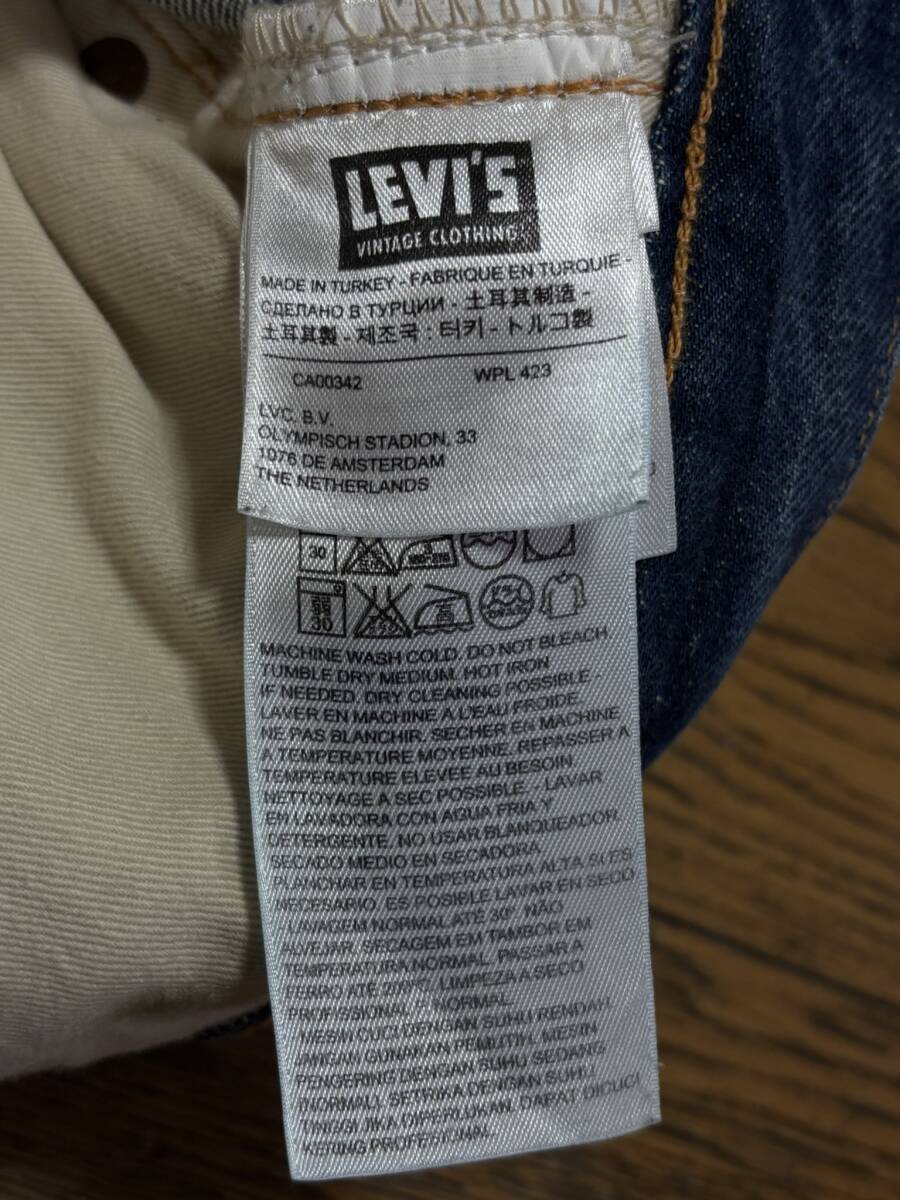 LEVI'S
VINTAGE CLOTHING
MADE IN TURKEY - FABRIQUE EN TURQUIE -
СДЕЛАНО В ТУРЦИИ - 土耳其制造 -
土耳其製 - 제조국 : 터키 - トルコ製
CA00342 WPL 423
LVC. B.V.
OLYMPISCH STADION, 33
1076 DE AMSTERDAM
THE NETHERLANDS
30
30
MACHINE WASH COLD. DO NOT BLEACH
TUMBLE DRY MEDIUM. HOT IRON
IF NEEDED. DRY CLEANING POSSIBLE -
LAVER EN MACHINE A L'EAU FROIDE.
NE PAS BLANCHIR. SECHER EN MACHINE
A TEMPERATURE MOYENNE. REPASSER A
TEMPERATURE ELEVEE AU BESOIN
NETTOYAGE A SEC POSSIBLE - LAVAR
EN LAVADORA CON AGUA FRIA Y
DETERGENTE. NO USAR BLANQUEADOR
SECADO MEDIO EN SECADORA
PLANCHAR EN TEMPERATURA ALTA SI ES
NECESARIO. ES POSIBLE LAVAR EN SECO
LAVAGEM NORMAL ATÉ 30°. NÃO
ALVEJAR. SECAGEM EM TAMBOR EM
TEMPERATURA NORMAL. PASSAR A
FERRO ATÉ 200°C. LIMPEZA A SECO
PROFISSIONAL NORMAL
MESIN CUCI DENGAN SUHU RENDAH
JANGAN GUNAKAN PEMUTIH. MESIN
PENGERING DENGAN SUHU SEDANG
(NORMAL). SETRIKA DENGAN SUHU
TINGGI JIKA DIPERLUKAN. DAPAT DICUCI
KERING PROFESSIONAL